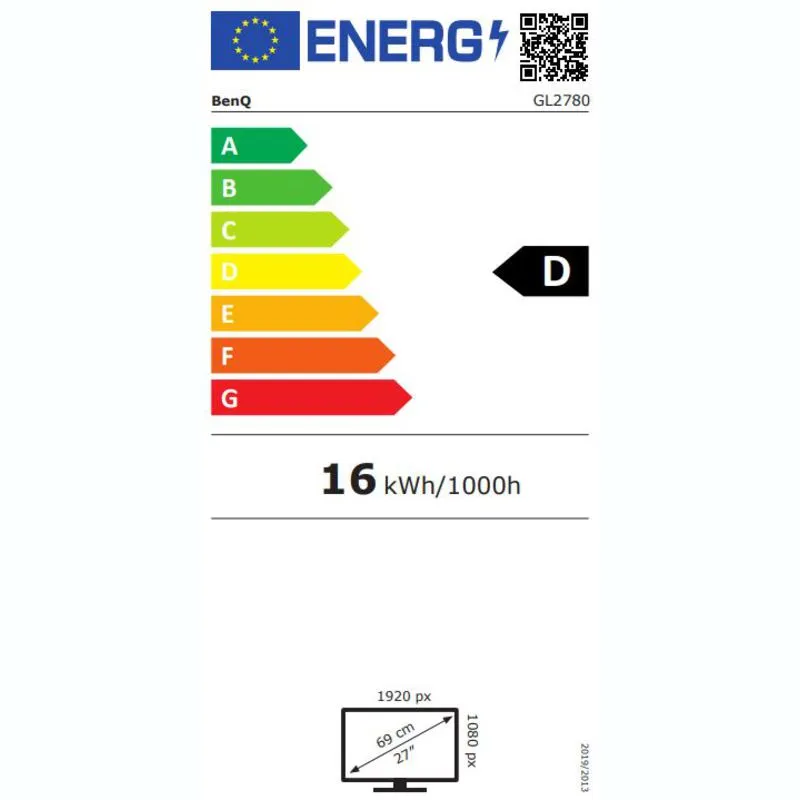 ENERG
BenQ
GL2780
A
B
C
D
D
E
F
G
16 kWh/1000h
1920 px
69 cm
27”
1080 px
2019/2013